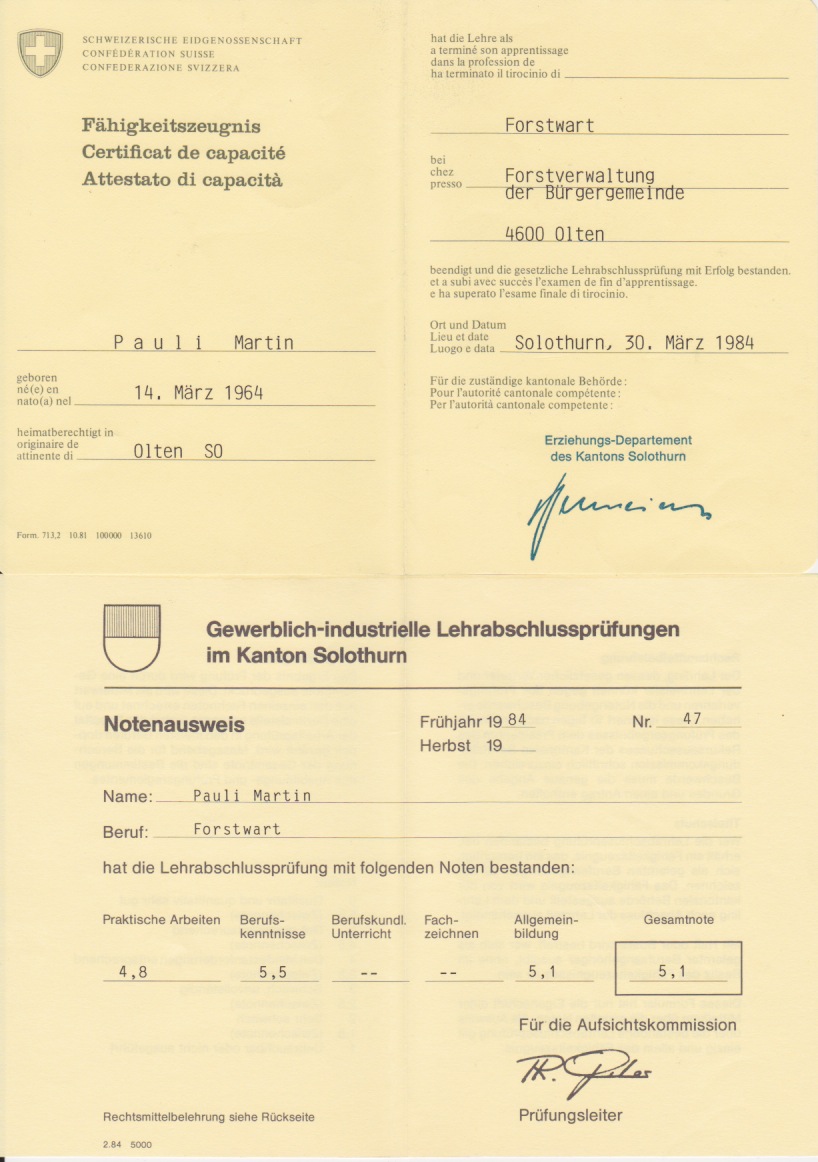 SCHWEIZERISCHE EIDGENOSSENSCHAFT
CONFÉDÉRATION SUISSE
CONFEDERAZIONE SVIZZERA
Fähigkeitszeugnis
Certificat de capacité
Attestato di capacità
Pauli Martin
geboren
né(e) en
nato(a) nel 14. März 1964
heimatberechtigt in
originaire de
attinente di Olten SO
Form. 713,2 10.81 100000 13610
hat die Lehre als
a terminé son apprentissage
dans la profession de
ha terminato il tirocinio di
Forstwart
bei
chez
presso
Forstverwaltung
der Bürgergemeinde
4600 Olten
beendigt und die gesetzliche Lehrabschlussprüfung mit Erfolg bestanden.
et a subi avec succès l'examen de fin d'apprentissage.
e ha superato l'esame finale di tirocinio.
Ort und Datum
Lieu et date
Luogo e data Solothurn, 30. März 1984
Für die zuständige kantonale Behörde:
Pour l'autorité cantonale compétente:
Per l'autorità cantonale competente:
Erziehungs-Departement
des Kantons Solothurn
Gewerblich-industrielle Lehrabschlussprüfungen
im Kanton Solothurn
Notenausweis
Frühjahr 19 84 Nr. 47
Herbst 19
Name: Pauli Martin
Beruf: Forstwart
hat die Lehrabschlussprüfung mit folgenden Noten bestanden:
Praktische Arbeiten Berufs- Berufskundl. Fach- Allgemein- Gesamtnote
kenntnisse Unterricht zeichnen bildung
4,8 5,5 -- -- 5,1 5,1
Für die Aufsichtskommission
Prüfungsleiter
Rechtsmittelbelehrung siehe Rückseite
2.84 5000